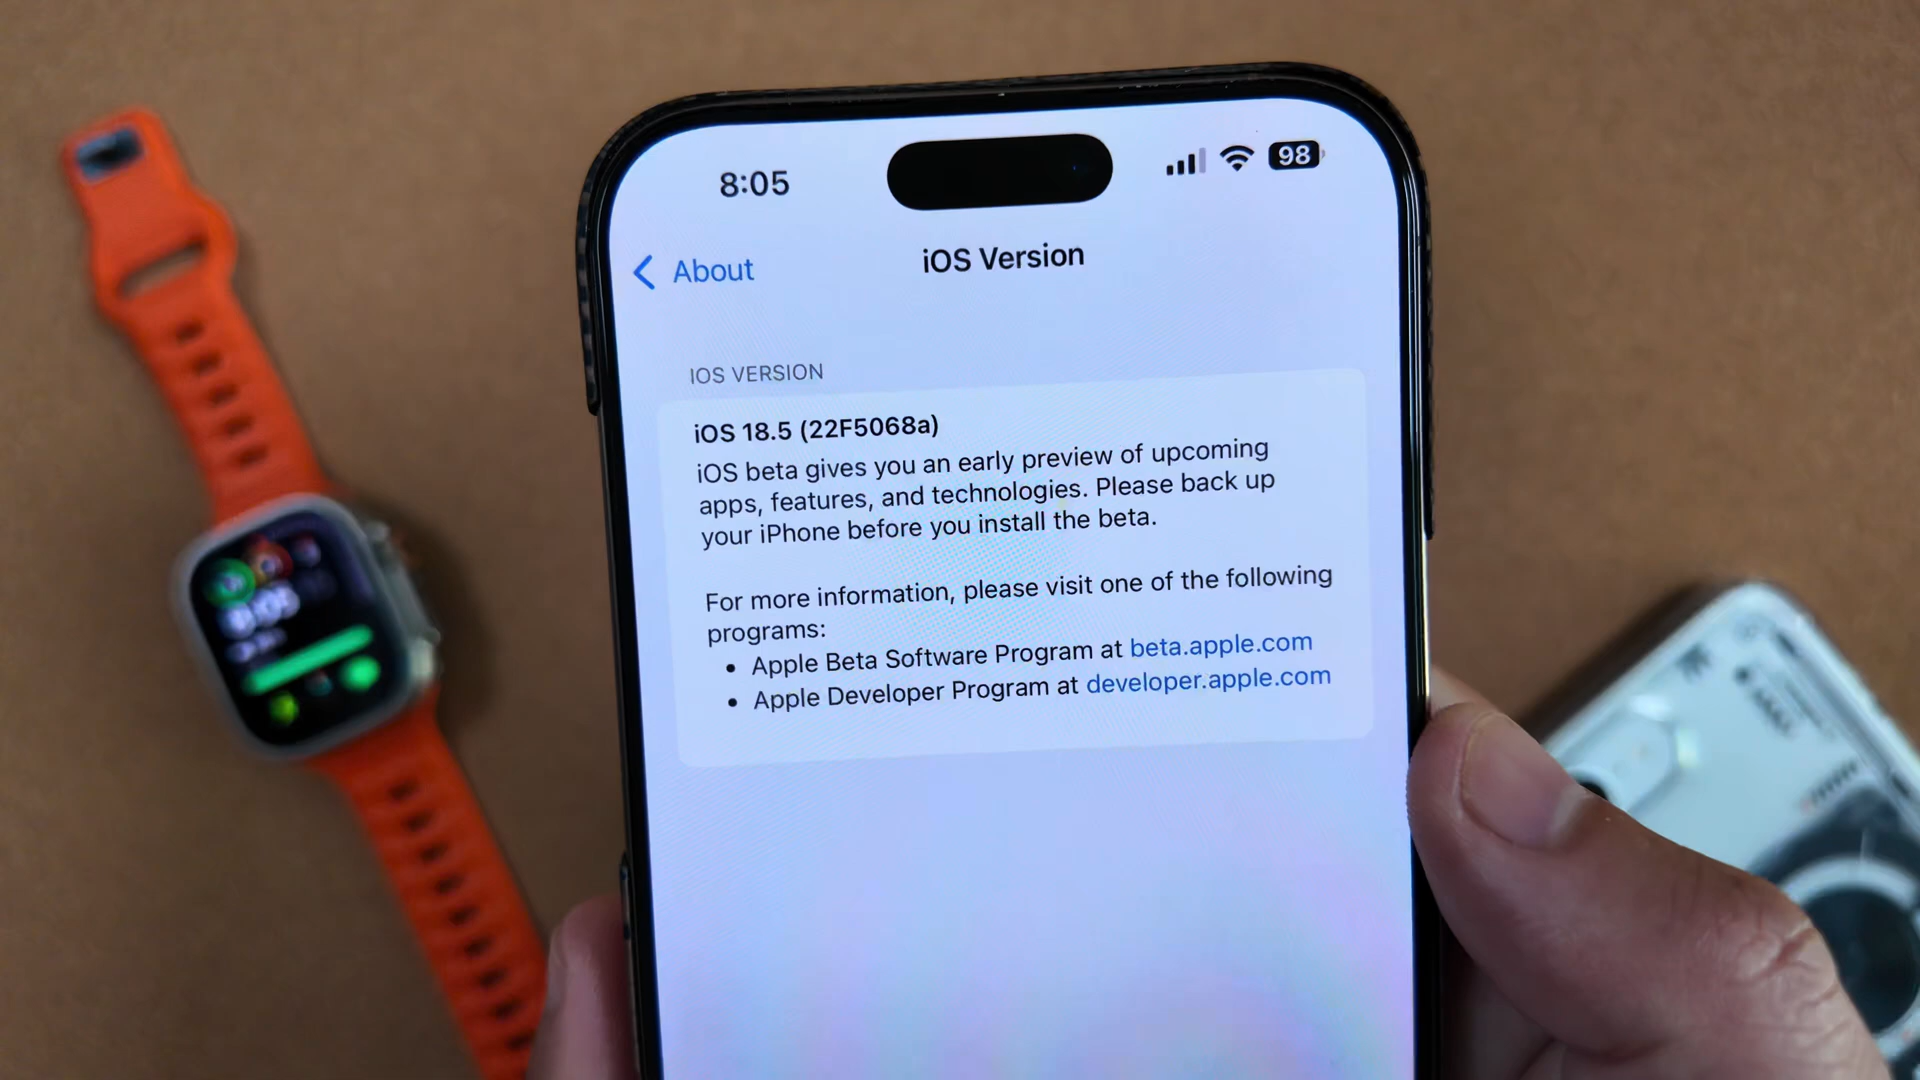 8:05
98
About
iOS Version
IOS VERSION
iOS 18.5 (22F5068a)
iOS beta gives you an early preview of upcoming
apps, features, and technologies. Please back up
your iPhone before you install the beta.
For more information, please visit one of the following
programs:
• Apple Beta Software Program at beta.apple.com
• Apple Developer Program at developer.apple.com
8:05